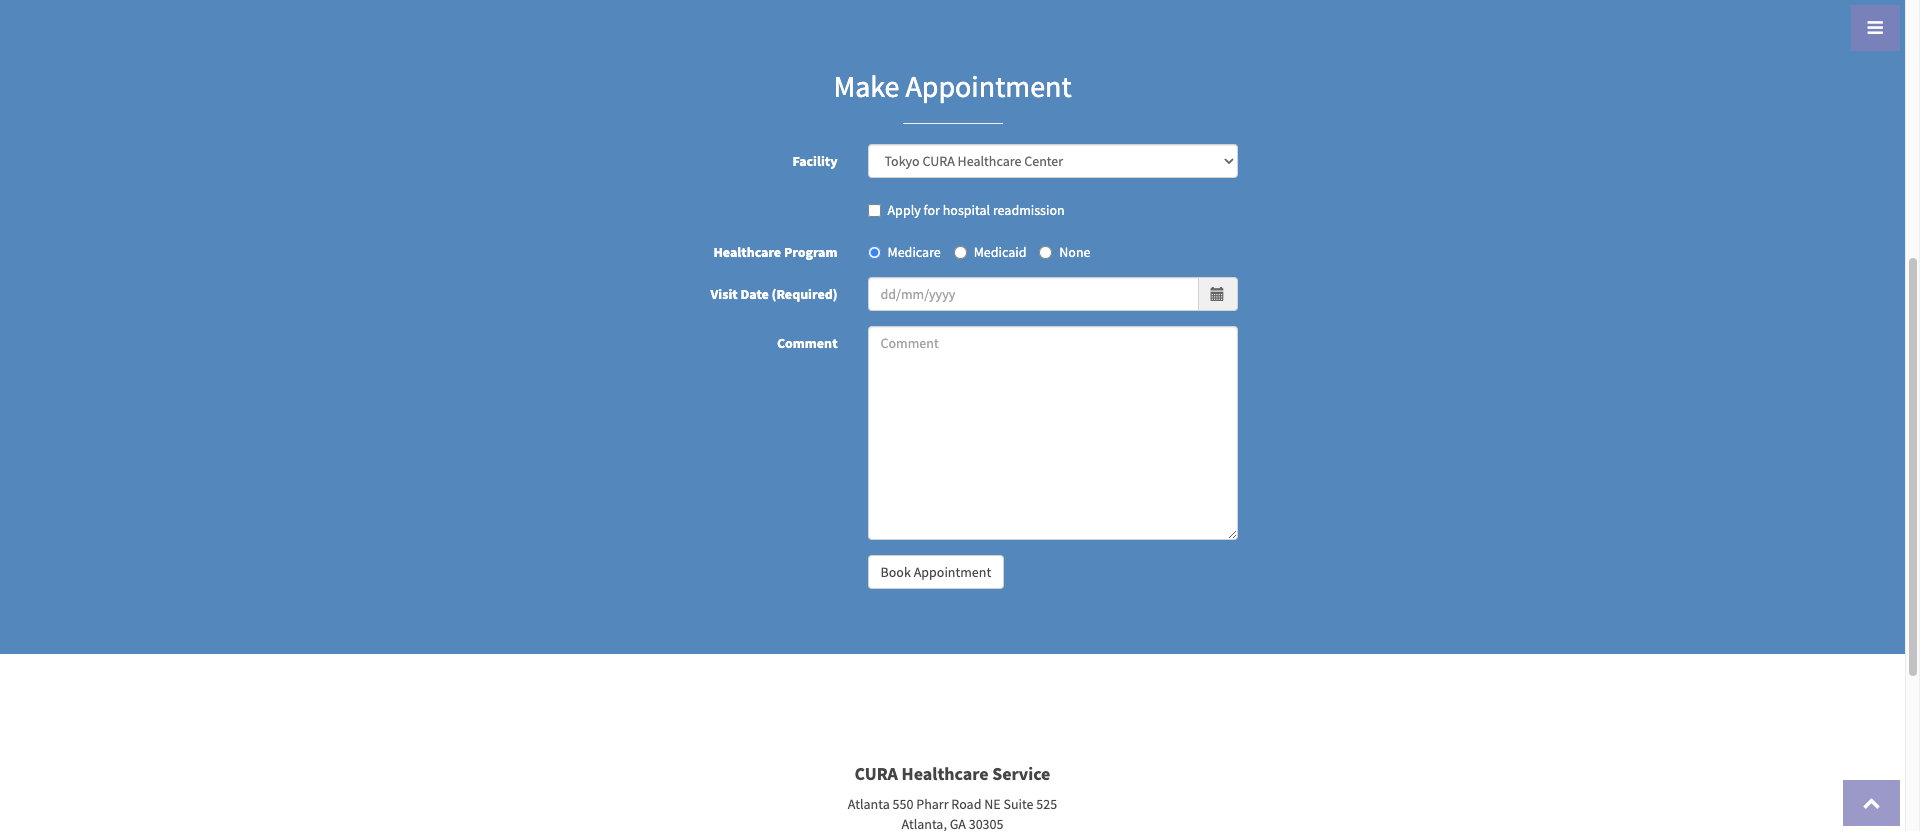 Make Appointment
Facility
Tokyo CURA Healthcare Center
Apply for hospital readmission
Healthcare Program
Medicare
Medicaid
None
Visit Date (Required)
dd/mm/yyyy
Comment
Comment
Book Appointment
CURA Healthcare Service
Atlanta 550 Pharr Road NE Suite 525
Atlanta, GA 30305